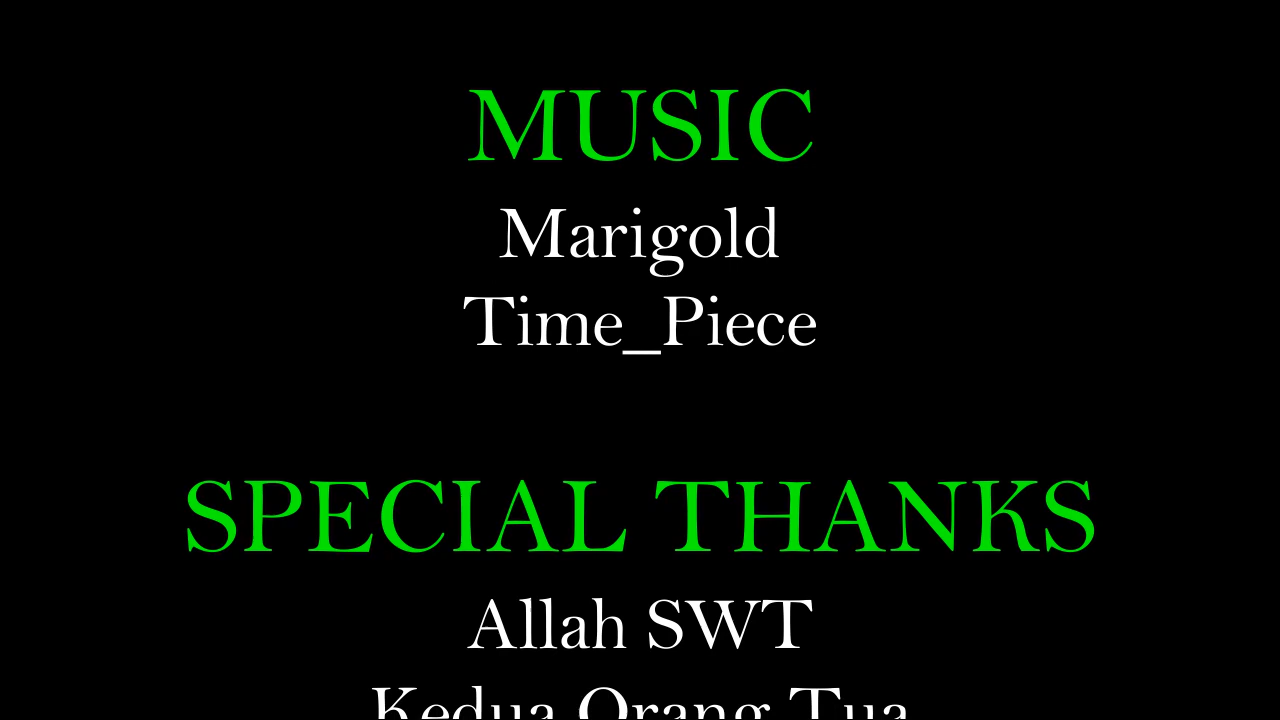 MUSIC
Marigold
Time_Piece
SPECIAL THANKS
Allah SWT
Kedua Orang Tua